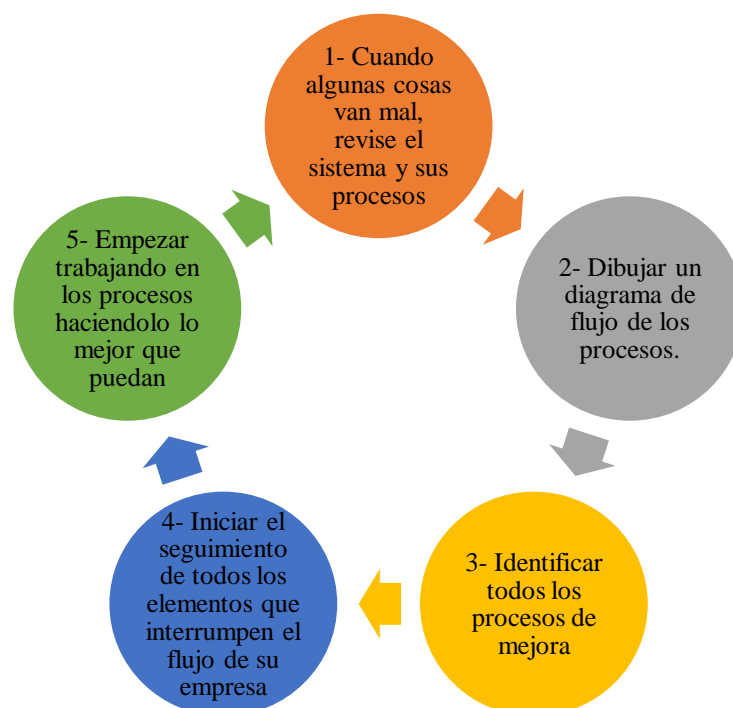 1- Cuando
algunas cosas
van mal,
revise el
sistema y sus
procesos
2- Dibujar un
diagrama de
flujo de los
procesos.
3- Identificar
todos los
procesos de
mejora
4- Iniciar el
seguimiento
de todos los
elementos que
interrumpen el
flujo de su
empresa
5- Empezar
trabajando en
los procesos
haciendolo lo
mejor que
puedan